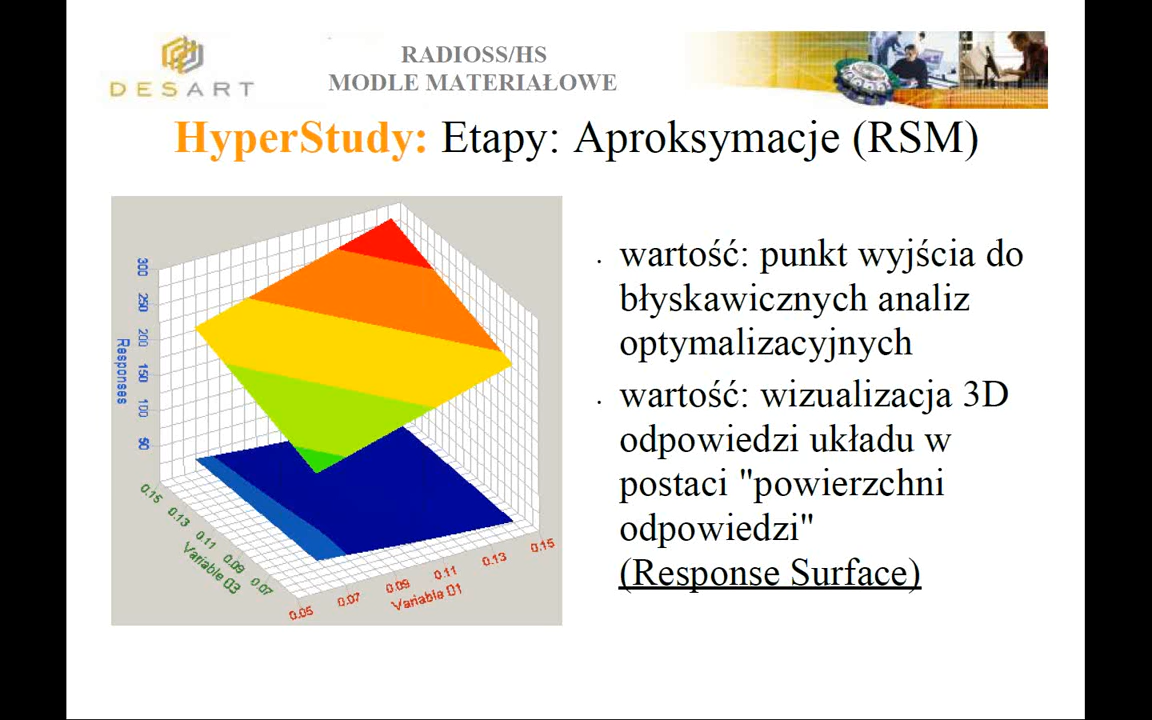 DESART
RADIOSS/HS
MODLE MATERIAŁOWE
HyperStudy: Etapy: Aproksymacje (RSM)
300
250
200
150
100
50
Responses
0.15
0.13
0.11
0.09
0.07
Variable 03
0.05
0.07
0.09
0.11
0.13
0.15
Variable 01
wartość: punkt wyjścia do
błyskawicznych analiz
optymalizacyjnych
wartość: wizualizacja 3D
odpowiedzi układu w
postaci "powierzchni
odpowiedzi"
(Response Surface)